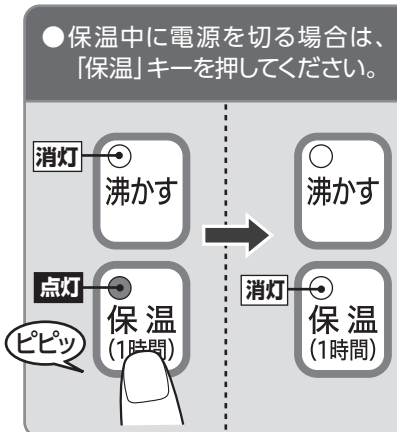 ●保温中に電源を切る場合は、
「保温」キーを押してください。
消灯
沸かす
点灯
保温
(1時間)
ピピッ
沸かす
消灯
保温
(1時間)